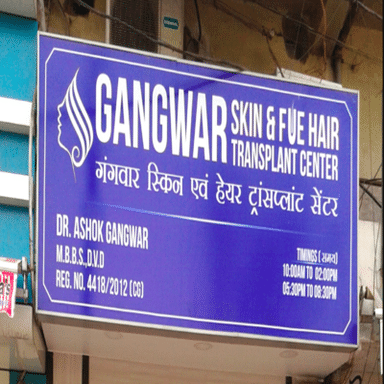 GANGWAR
SKIN & FUE HAIR
TRANSPLANT CENTER
गंगवार स्किन एवं हेयर ट्रांसप्लांट सेंटर
DR. ASHOK GANGWAR
M.B.B.S.,D.V.D
REG. NO. 4418/2012 (CG)
TIMINGS ( समय)
10:00AM TO 02:00PM
05:30PM TO 08:30PM